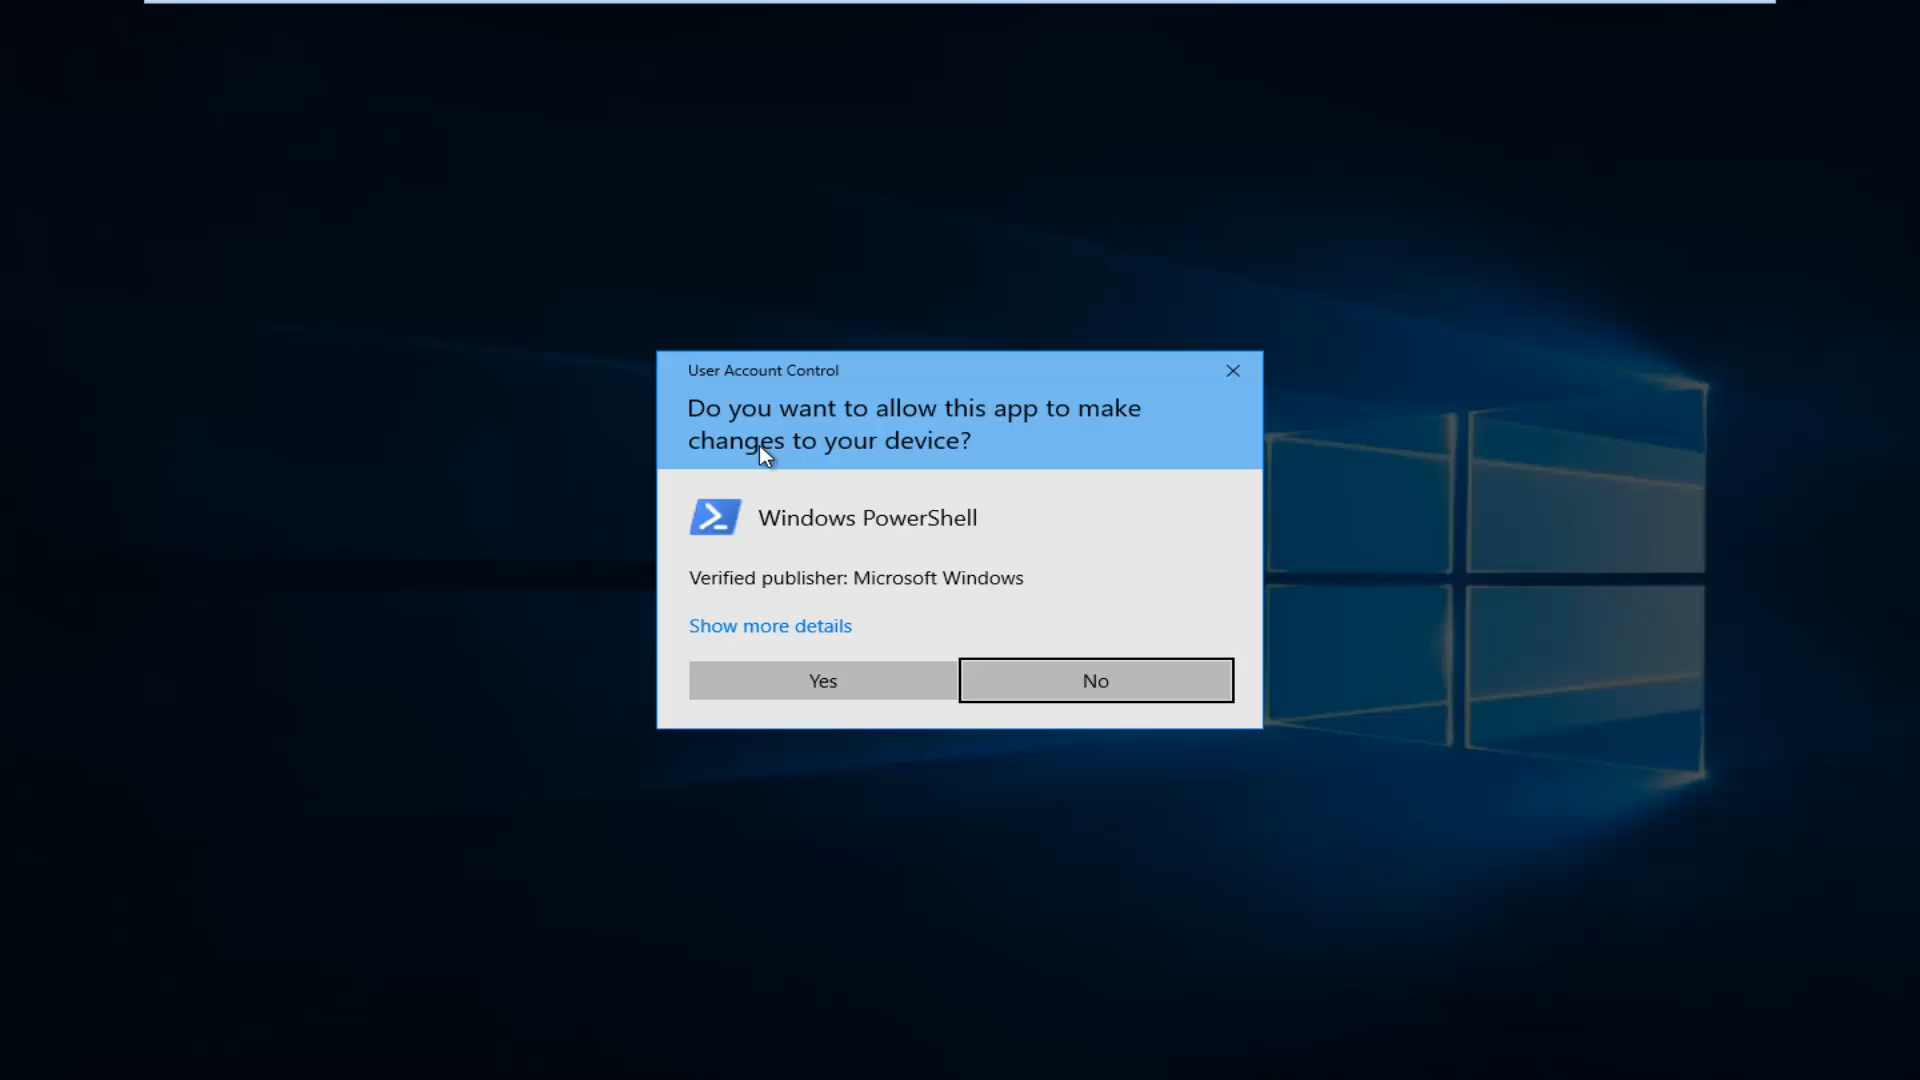 User Account Control
Do you want to allow this app to make
changes to your device?
Windows PowerShell
Verified publisher: Microsoft Windows
Show more details
Yes
No